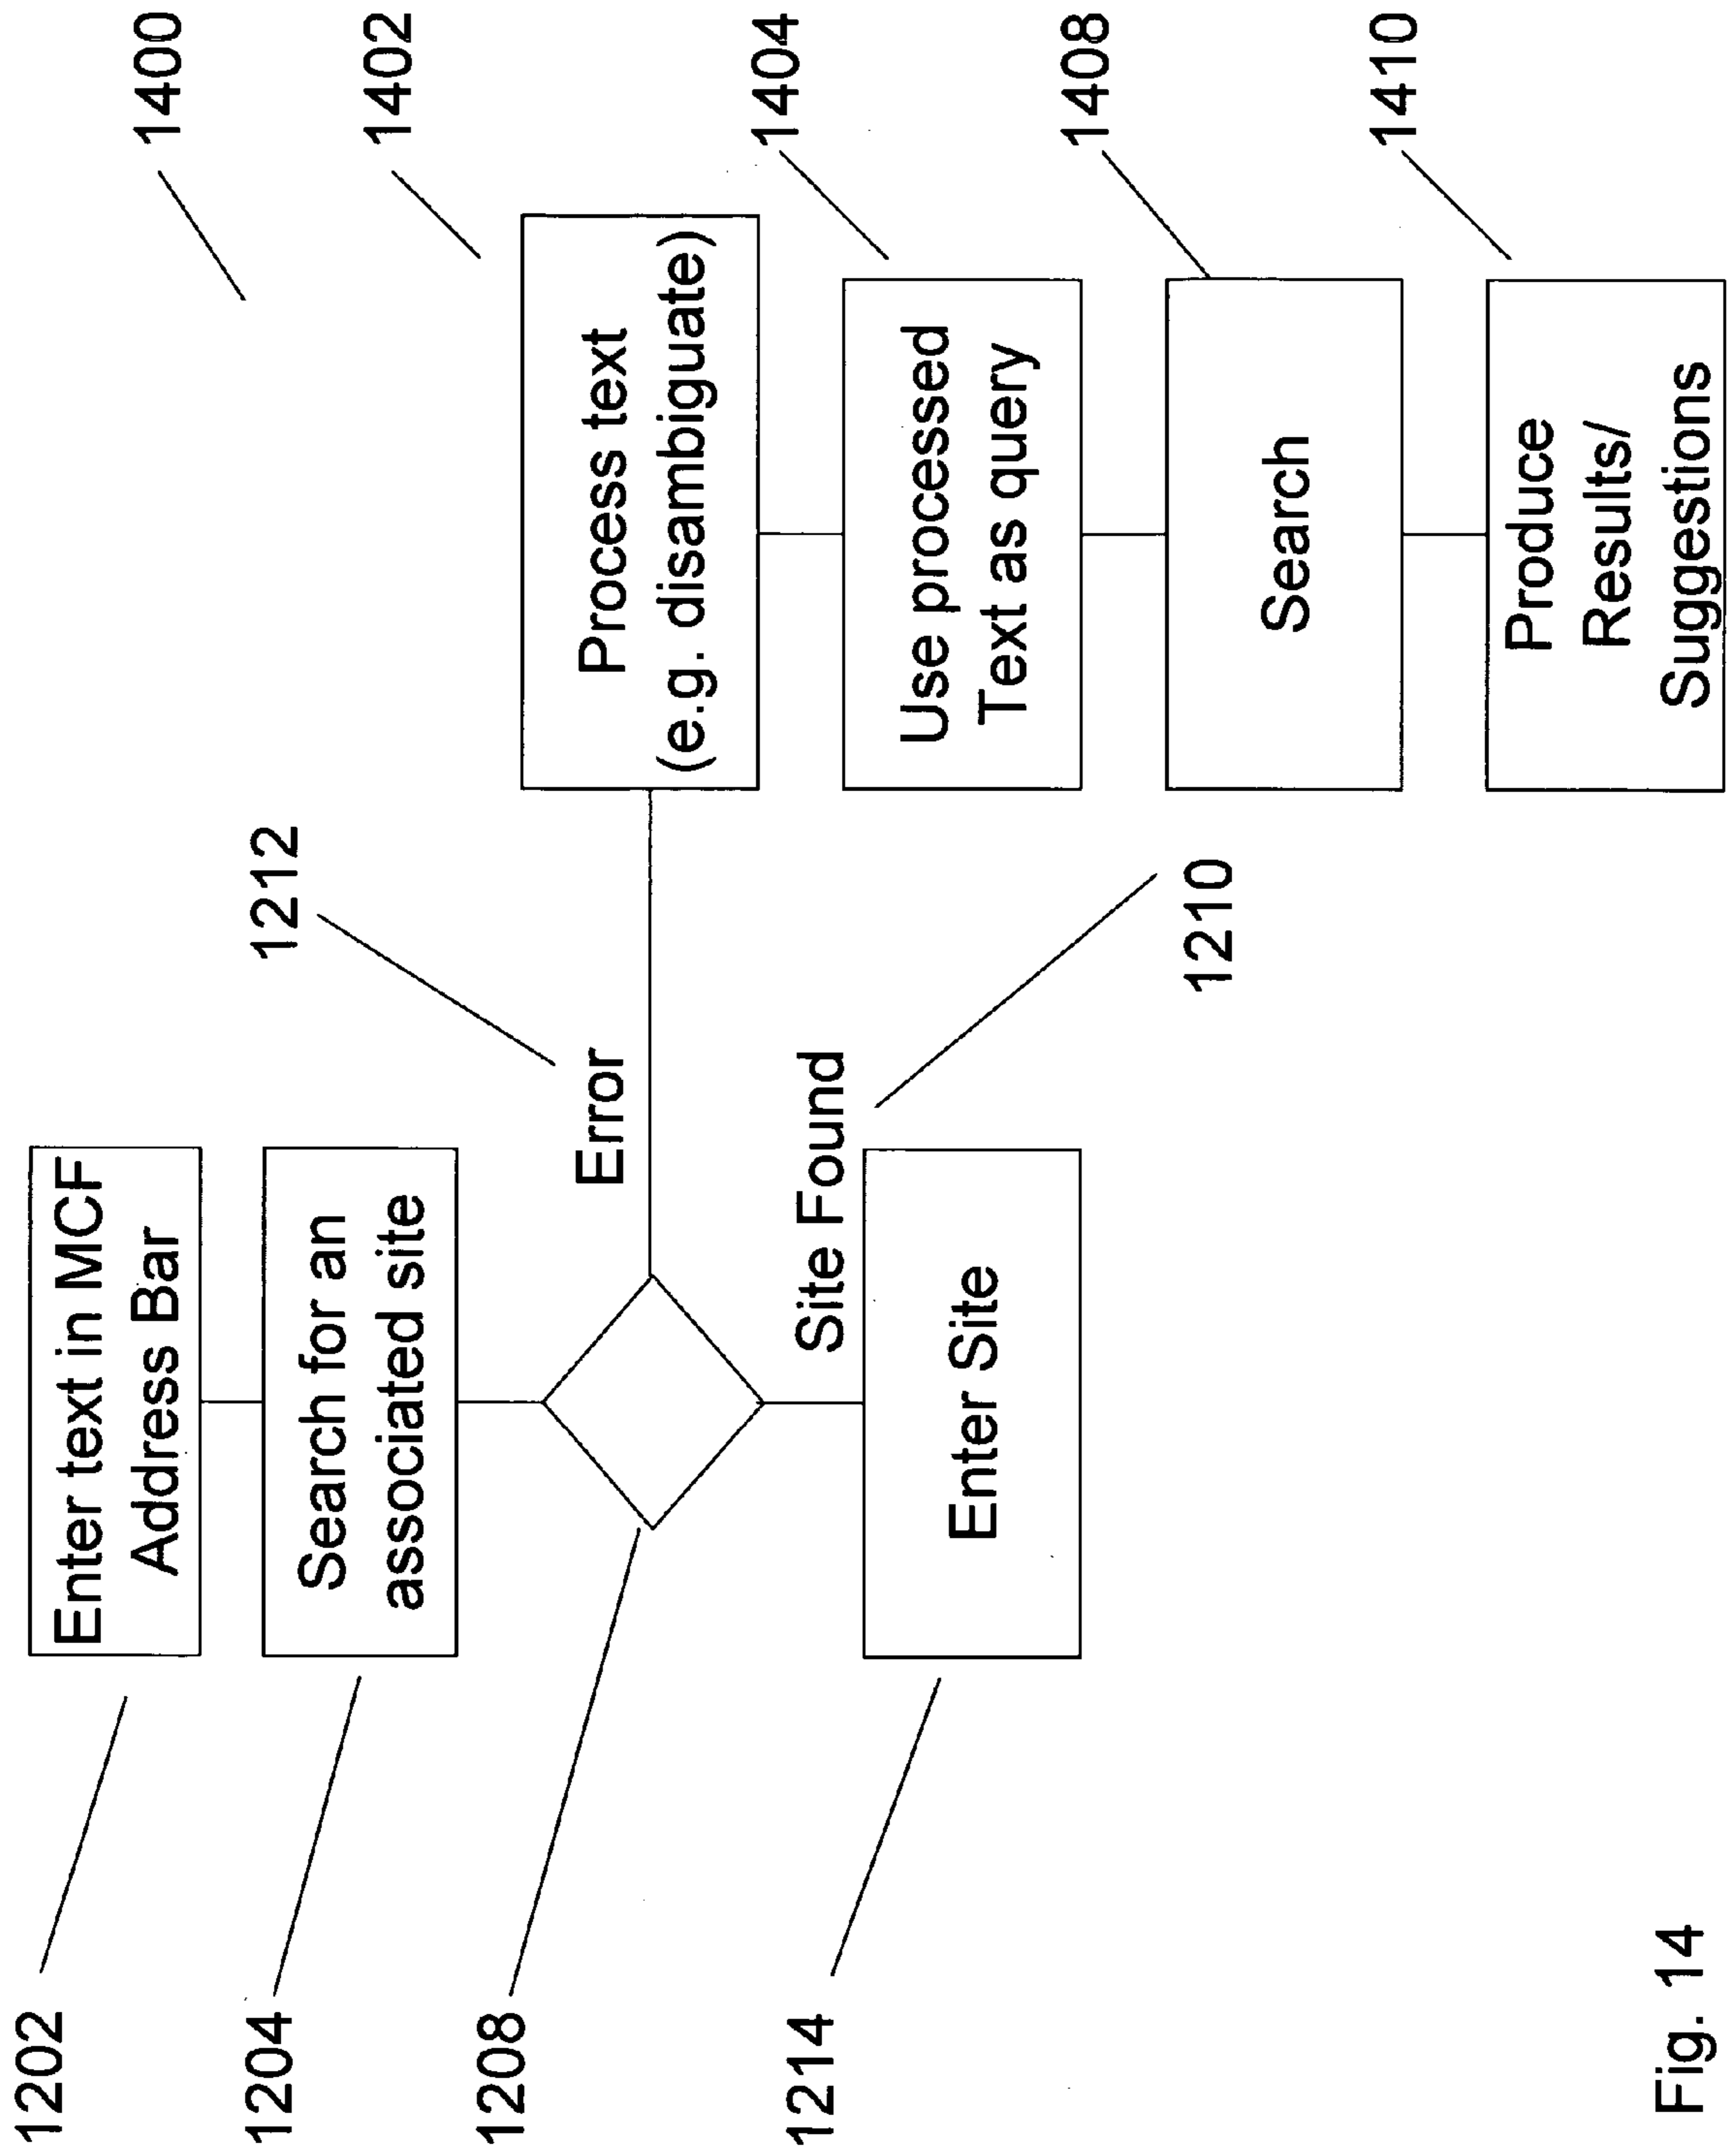 1400
1202
Enter text in MCF
Address Bar
1212
1402
1204
Search for an
associated site
Error
Process text
(e.g. disambiguate)
1208
1404
Site Found
Use processed
Text as query
1214
Enter Site
1210
1408
Search
1410
Produce
Results/
Suggestions
Fig. 14